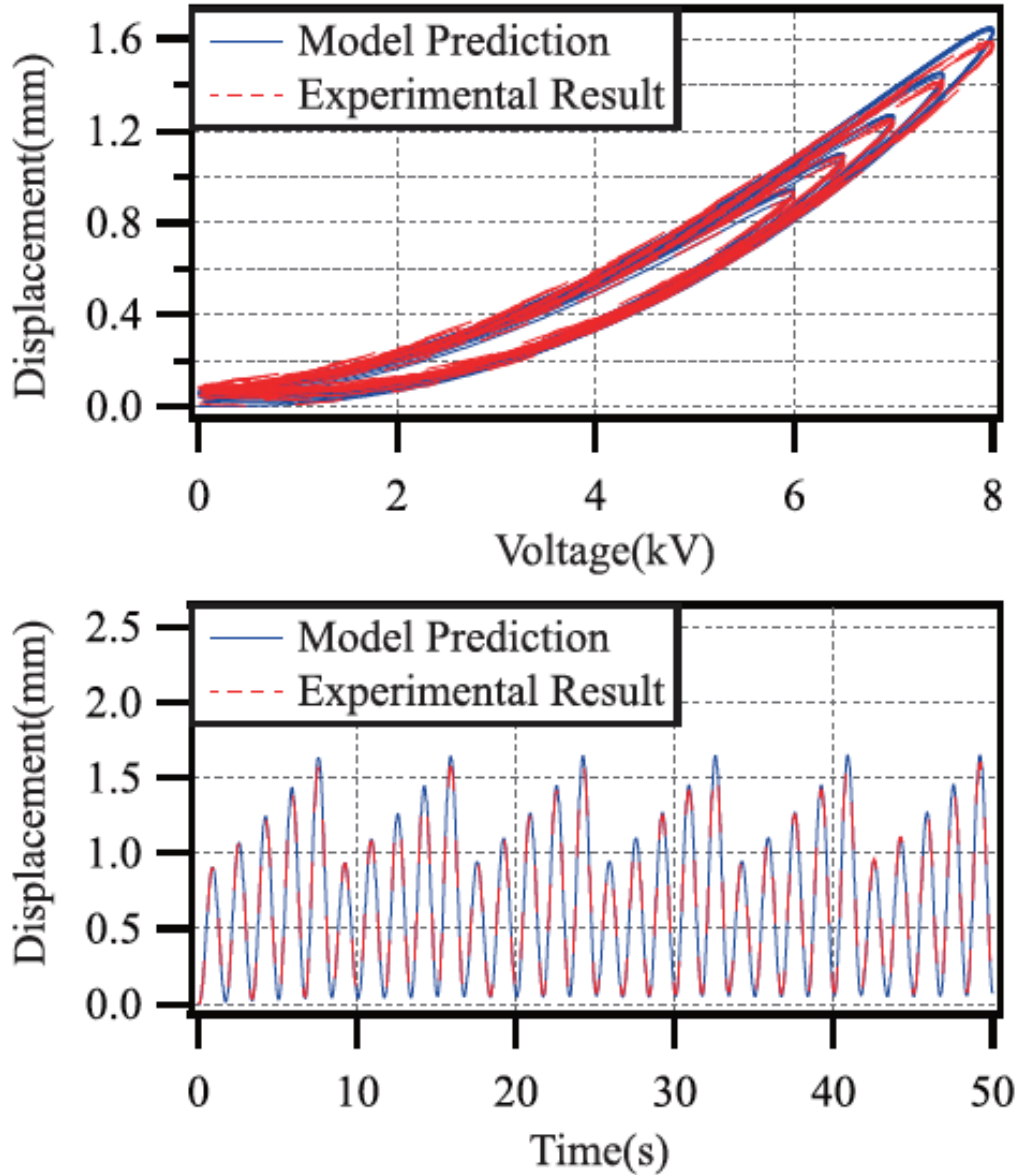 Model Prediction
Experimental Result
Displacement(mm)
1.6
1.2
0.8
0.4
0.0
0 2 4 6 8
Voltage(kV)
Model Prediction
Experimental Result
Displacement(mm)
2.5
2.0
1.5
1.0
0.5
0.0
0 10 20 30 40 50
Time(s)